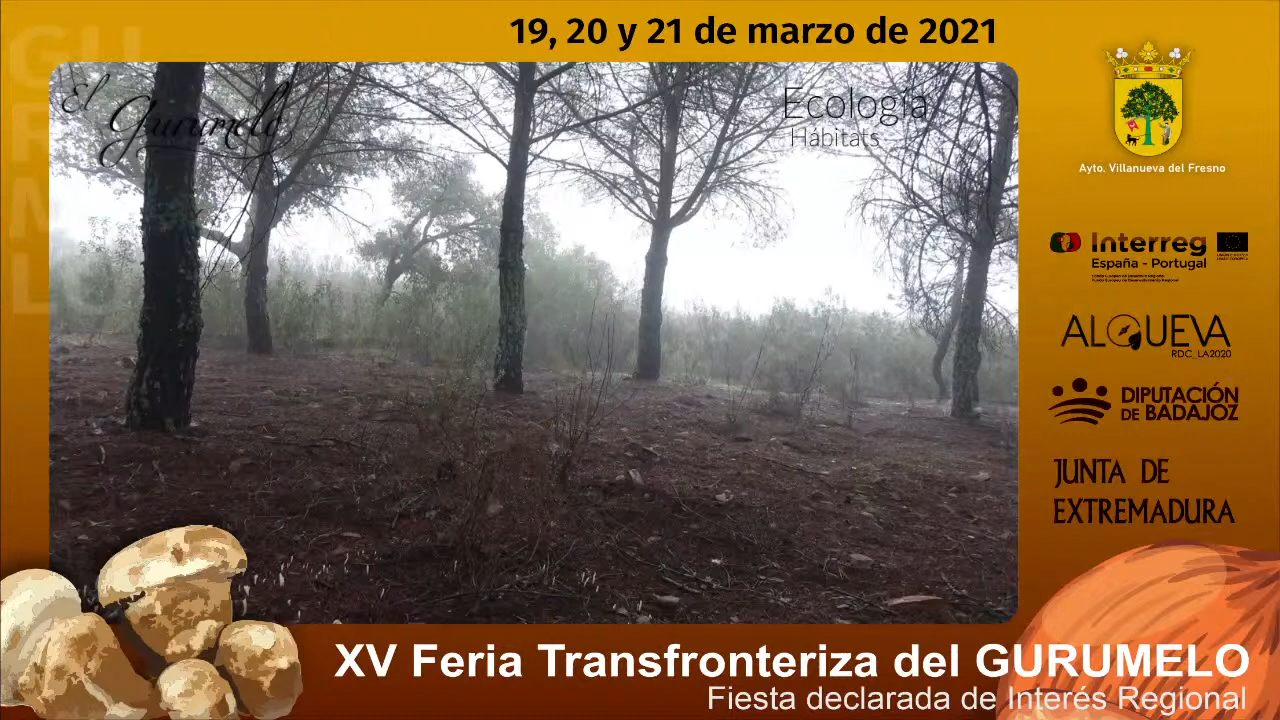 19, 20 y 21 de marzo de 2021
GU
R
M
L
El
Gurumelo
Ecología
Hábitats
Ayto. Villanueva del Fresno
Interreg
España - Portugal
ALQUEVA
RDC_LA2020
DIPUTACIÓN
DE BADAJOZ
JUNTA DE
EXTREMADURA
XV Feria Transfronteriza del GURUMELO
Fiesta declarada de Interés Regional